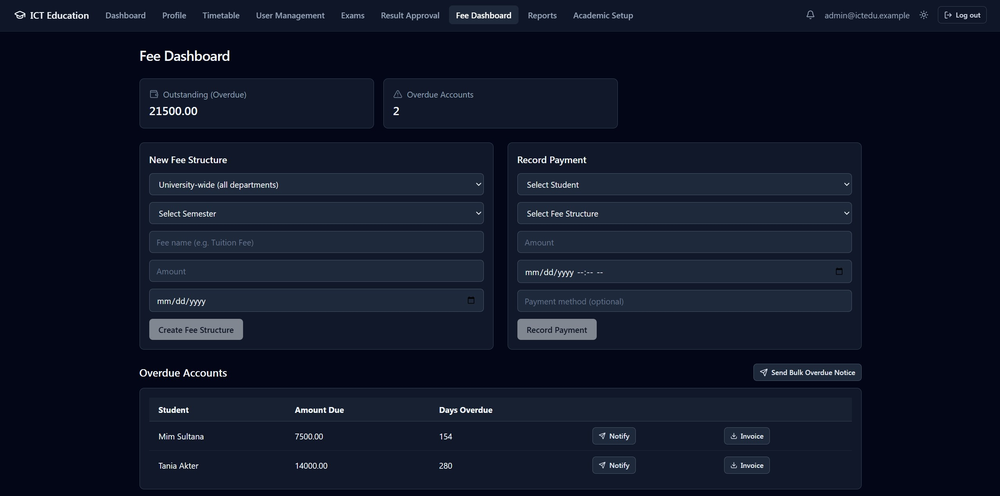 ICT Education Dashboard Profile Timetable User Management Exams Result Approval Fee Dashboard Reports Academic Setup admin@ictedu.example Log out
Fee Dashboard
Outstanding (Overdue)
21500.00
Overdue Accounts
2
New Fee Structure
University-wide (all departments)
Select Semester
Fee name (e.g. Tuition Fee)
Amount
mm/dd/yyyy
Create Fee Structure
Record Payment
Select Student
Select Fee Structure
Amount
mm/dd/yyyy --:-- --
Payment method (optional)
Record Payment
Overdue Accounts
Send Bulk Overdue Notice
Student Amount Due Days Overdue
Mim Sultana 7500.00 154 Notify Invoice
Tania Akter 14000.00 280 Notify Invoice